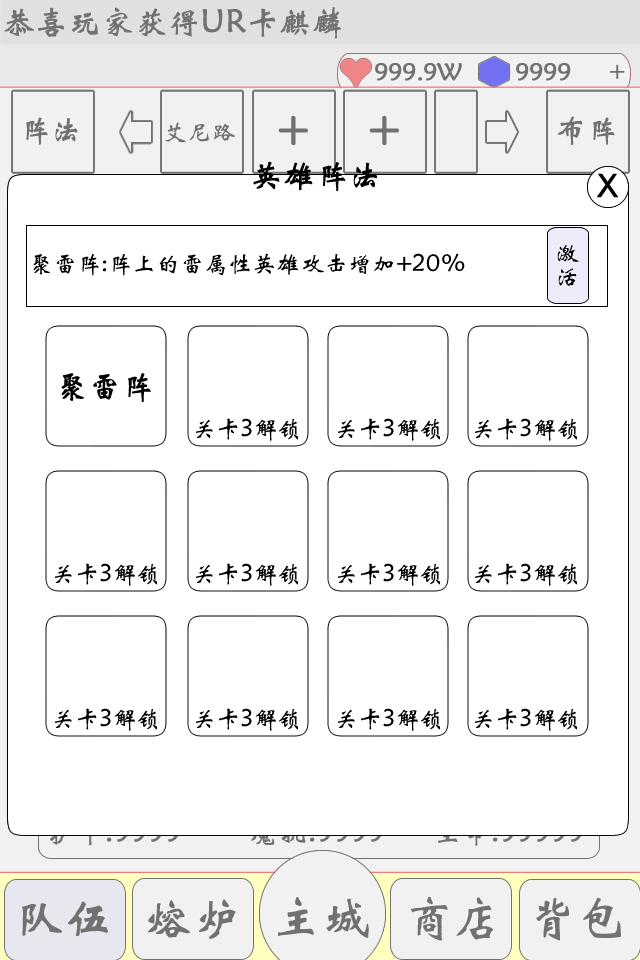 恭喜玩家获得UR卡麒麟
999.9W 9999 +
阵法 艾尼路 + + 布阵
英雄阵法 X
聚雷阵:阵上的雷属性英雄攻击增加+20% 激活
聚雷阵 关卡3解锁 关卡3解锁 关卡3解锁
关卡3解锁 关卡3解锁 关卡3解锁 关卡3解锁
关卡3解锁 关卡3解锁 关卡3解锁 关卡3解锁
队伍 熔炉 主城 商店 背包